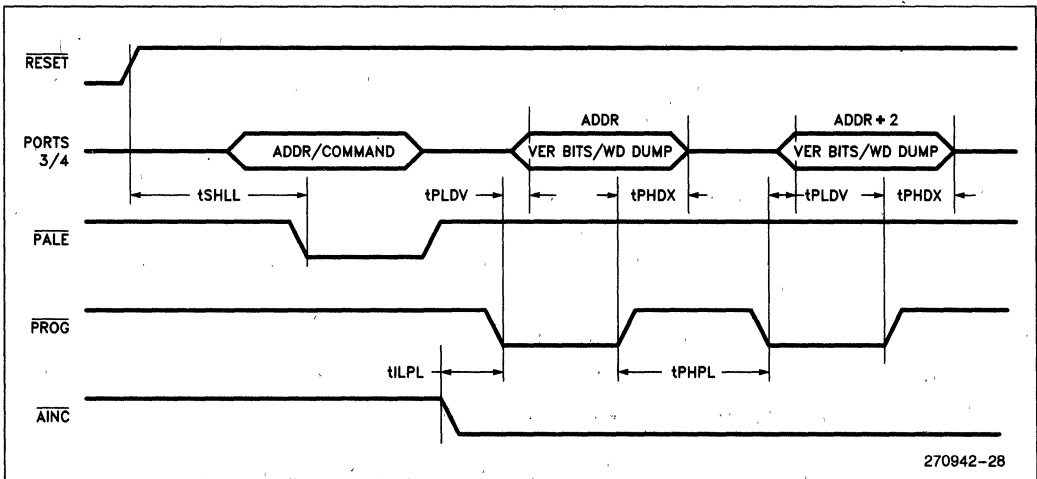 RESET
PORTS
3/4
ADDR/COMMAND
ADDR
VER BITS/WD DUMP
ADDR + 2
VER BITS/WD DUMP
tSHLL
tPLDV
tPHDX
tPLDV
tPHDX
PALE
PROG
tILPL
tPHPL
AINC
270942-28